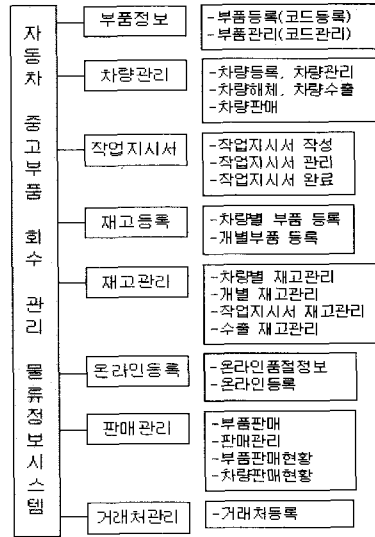 자동차 중고부품 회수 관리 물류정보시스템
부품정보
-부품등록(코드등록)
-부품관리(코드관리)
차량관리
-차량등록, 차량관리
-차량해체, 차량수출
-차량판매
작업지시서
-작업지시서 작성
-작업지시서 관리
-작업지시서 완료
재고등록
-차량별 부품 등록
-개별부품 등록
재고관리
-차량별 재고관리
-개별 재고관리
-작업지시서 재고관리
-수출 재고관리
온라인등록
-온라인품절정보
-온라인등록
판매관리
-부품판매
-판매관리
-부품판매현황
-차량판매현황
거래처관리
-거래처등록